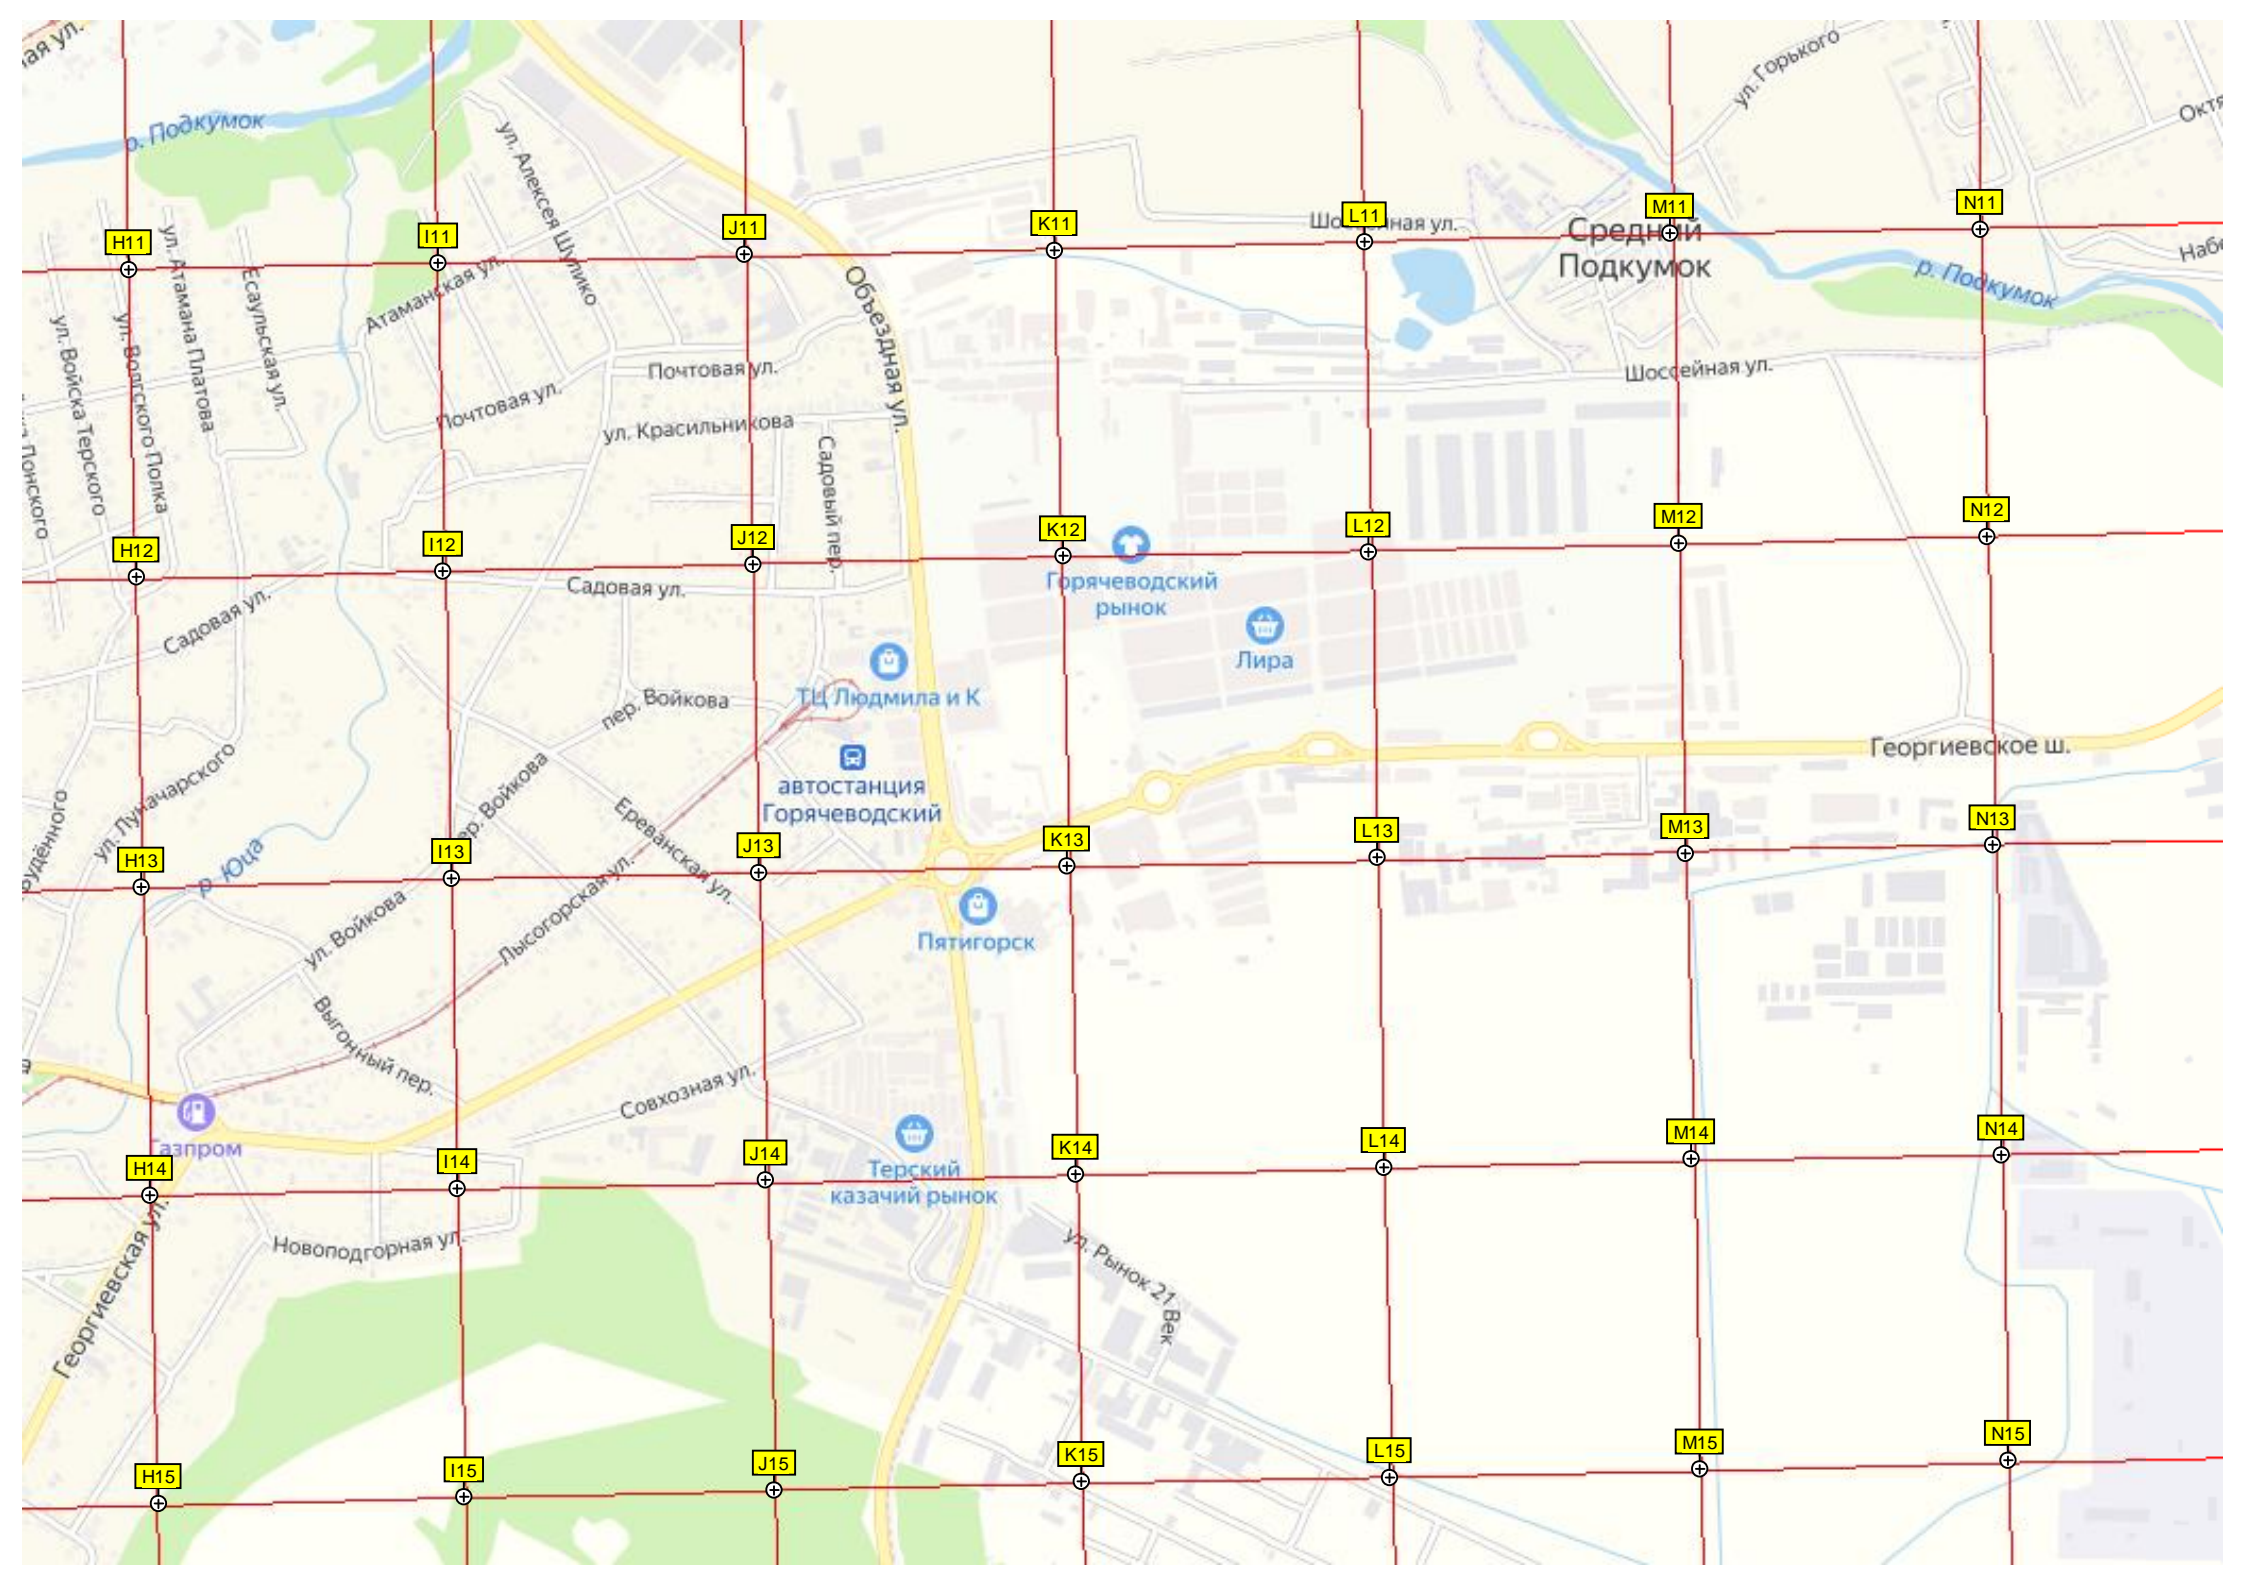 ул. Горького
р. Подкумок
ул. Алексея Шулико
H11
I11
J11
K11
L11
M11
N11
Шоссейная ул.
Средний
Подкумок
р. Подкумок
ул. Атамана Платова
Есаульская ул.
Атаманская ул.
Объездная ул.
ул. Войска Терского
ул. Волгского Полка
Почтовая ул.
Почтовая ул.
Шоссейная ул.
ул. Красильникова
Садовый пер.
H12
I12
J12
K12
L12
M12
N12
Горячеводский
рынок
Садовая ул.
Садовая ул.
Лира
ТЦ Людмила и К
пер. Войкова
Георгиевское ш.
автостанция
Горячеводский
ул. Луначарского
пер. Войкова
Ереванская ул.
H13
I13
J13
K13
L13
M13
N13
р. Юца
ул. Войкова
Лысогорская ул.
Пятигорск
Выгонный пер.
Совхозная ул.
Газпром
H14
I14
J14
K14
L14
M14
N14
Терский
казачий рынок
Новоподгорная ул.
Георгиевская ул.
ул. Рынок 21 Век
H15
I15
J15
K15
L15
M15
N15